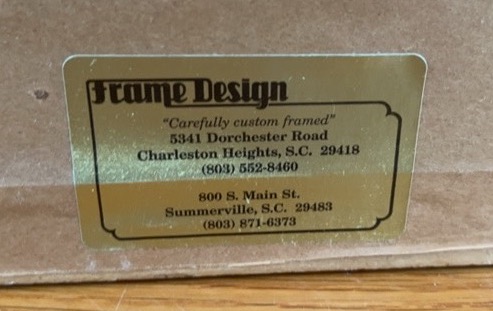 Frame Design
"Carefully custom framed"
5341 Dorchester Road
Charleston Heights, S.C. 29418
(803) 552-8460
800 S. Main St.
Summerville, S.C. 29483
(803) 871-6373